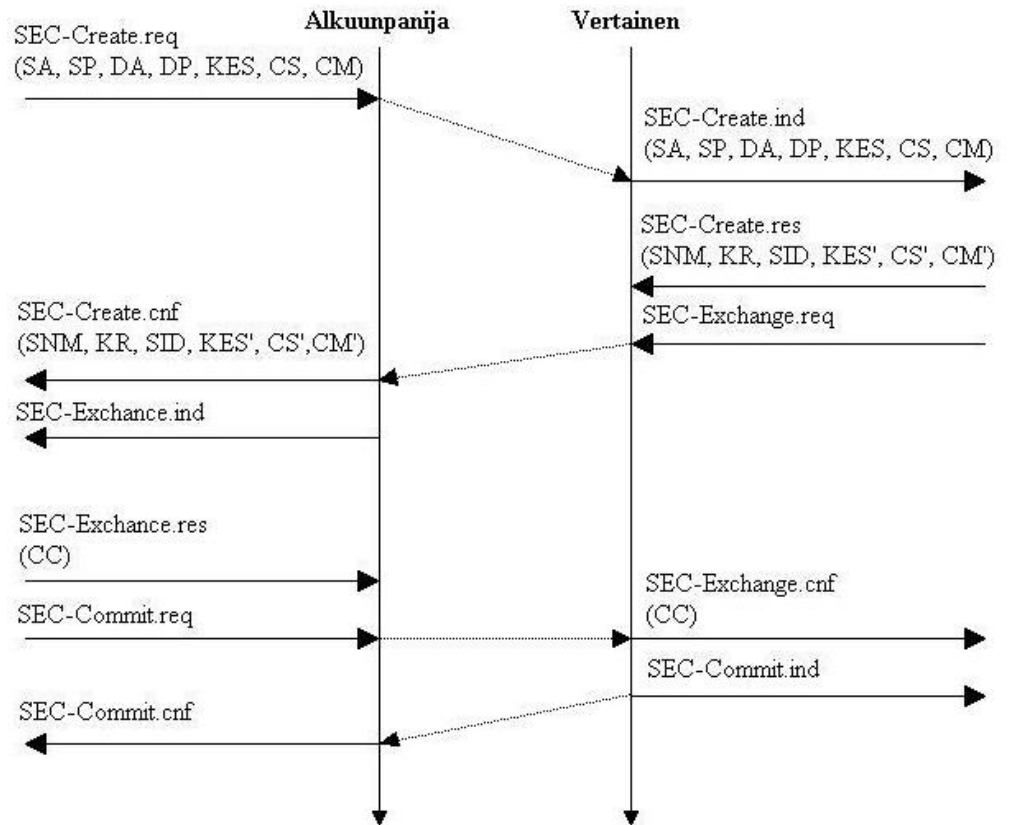 Alkuunpanija
Vertainen
SEC-Create.req
(SA, SP, DA, DP, KES, CS, CM)
SEC-Create.ind
(SA, SP, DA, DP, KES, CS, CM)
SEC-Create.res
(SNM, KR, SID, KES', CS', CM')
SEC-Create.cnf
(SNM, KR, SID, KES', CS',CM')
SEC-Exchange.req
SEC-Exchance.ind
SEC-Exchance.res
(CC)
SEC-Exchange.cnf
(CC)
SEC-Commit.req
SEC-Commit.ind
SEC-Commit.cnf